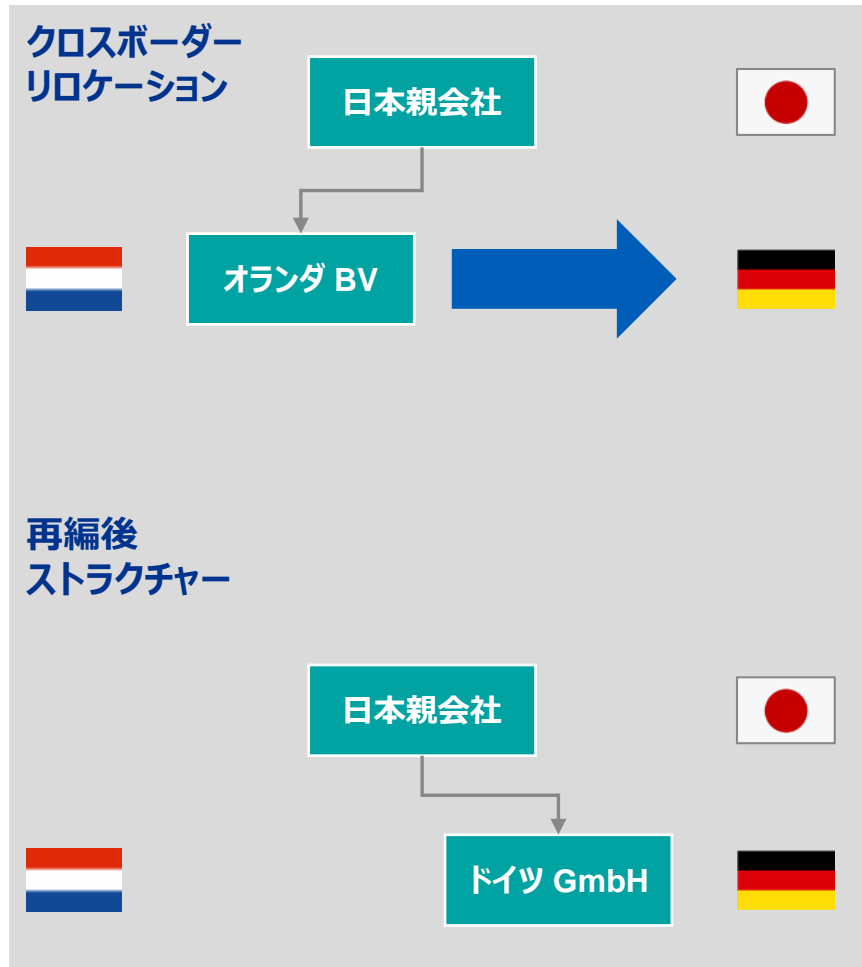 クロスボーダー
リロケーション
日本親会社
オランダ BV
再編後
ストラクチャー
日本親会社
ドイツ GmbH